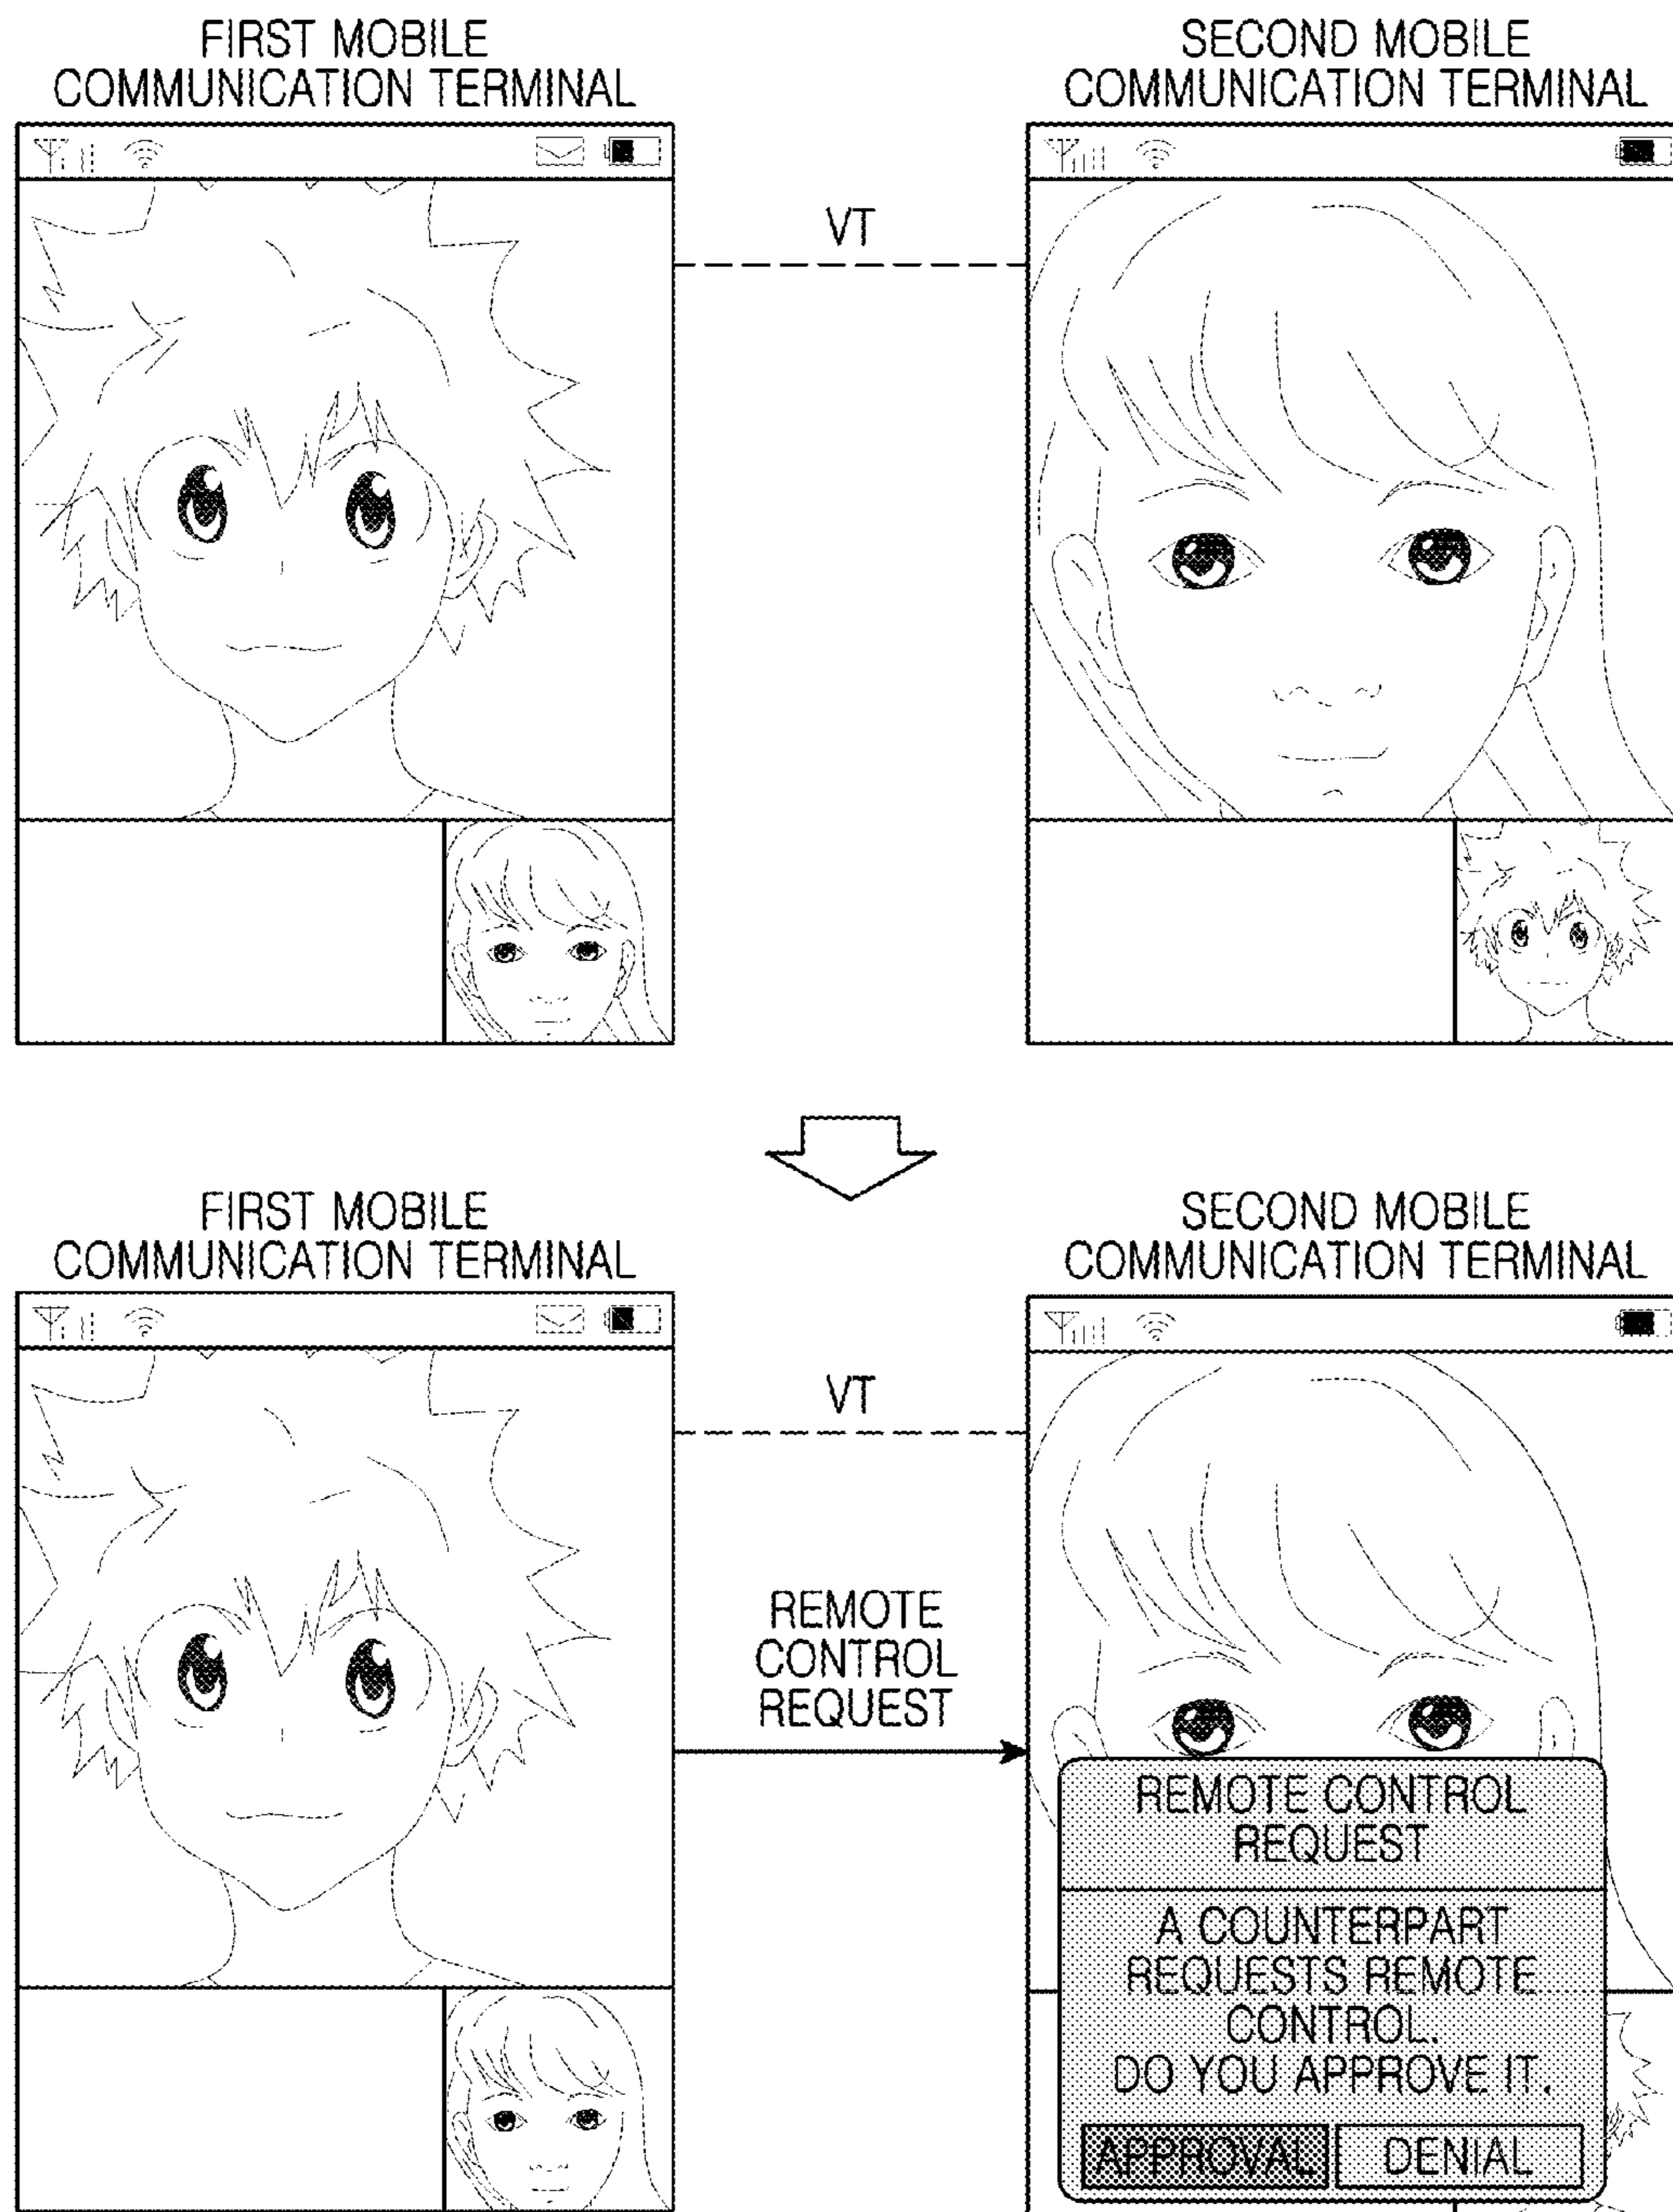 FIRST MOBILE
COMMUNICATION TERMINAL
SECOND MOBILE
COMMUNICATION TERMINAL
VT
FIRST MOBILE
COMMUNICATION TERMINAL
SECOND MOBILE
COMMUNICATION TERMINAL
VT
REMOTE
CONTROL
REQUEST
REMOTE CONTROL
REQUEST
A COUNTERPART
REQUESTS REMOTE
CONTROL.
DO YOU APPROVE IT.
APPROVAL
DENIAL